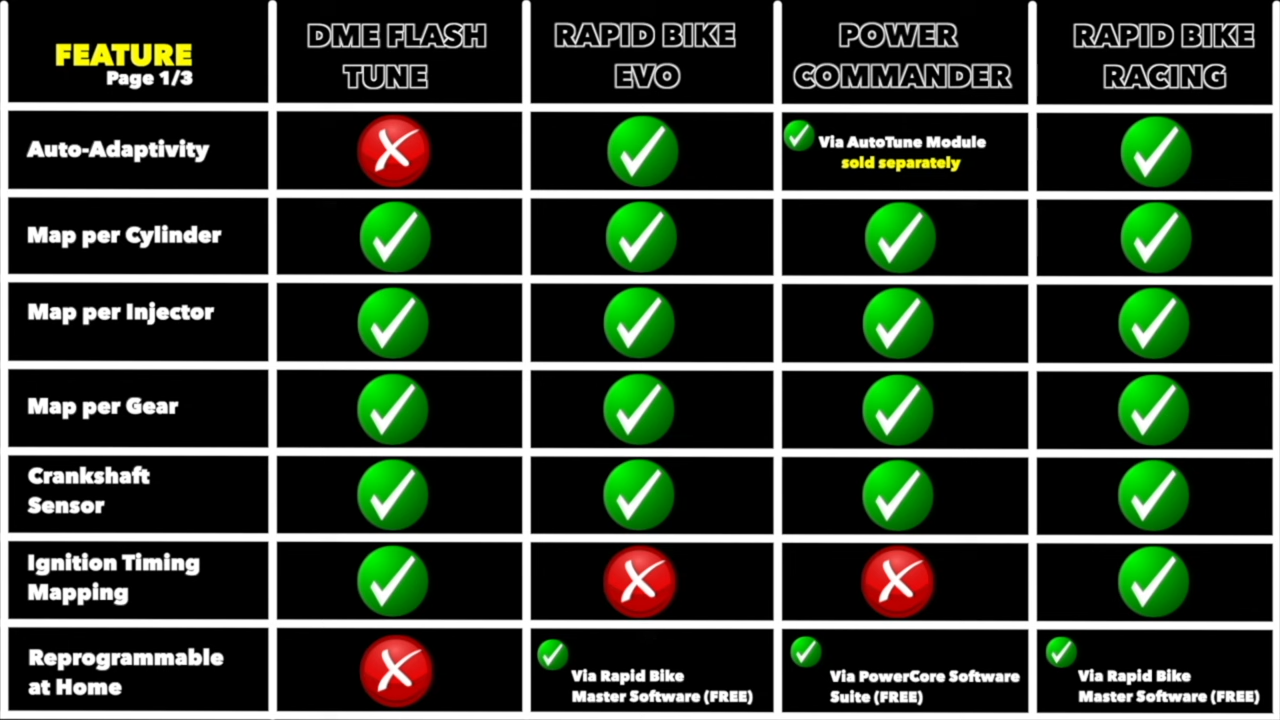 FEATURE
Page 1/3
DME FLASH
TUNE
RAPID BIKE
EVO
POWER
COMMANDER
RAPID BIKE
RACING
Auto-Adaptivity
Via AutoTune Module
sold separately
Map per Cylinder
Map per Injector
Map per Gear
Crankshaft
Sensor
Ignition Timing
Mapping
Reprogrammable
at Home
Via Rapid Bike
Master Software (FREE)
Via PowerCore Software
Suite (FREE)
Via Rapid Bike
Master Software (FREE)